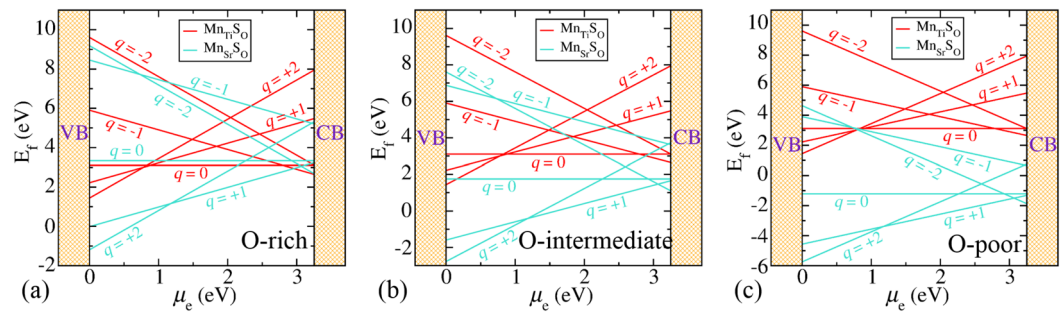 Mn_Ti S_O
Mn_Sr S_O
q=-2
q=+2
q=-1
q=-2
q=+1
q=-1
q=0
q=0
q=+1
q=+2
VB
CB
O-rich
10
8
6
4
2
0
-2
E_f (eV)
0 1 2 3
μ_e (eV)
(a)
Mn_Ti S_O
Mn_Sr S_O
q=-2
q=+2
q=-1
q=-2
q=+1
q=-1
q=0
q=0
q=+1
q=+2
VB
CB
O-intermediate
10
8
6
4
2
0
-2
E_f (eV)
0 1 2 3
μ_e (eV)
(b)
Mn_Ti S_O
Mn_Sr S_O
q=-2
q=+2
q=-1
q=+1
q=0
q=-1
q=-2
q=0
q=+1
q=+2
VB
CB
O-poor
10
8
6
4
2
0
-2
-4
-6
E_f (eV)
0 1 2 3
μ_e (eV)
(c)